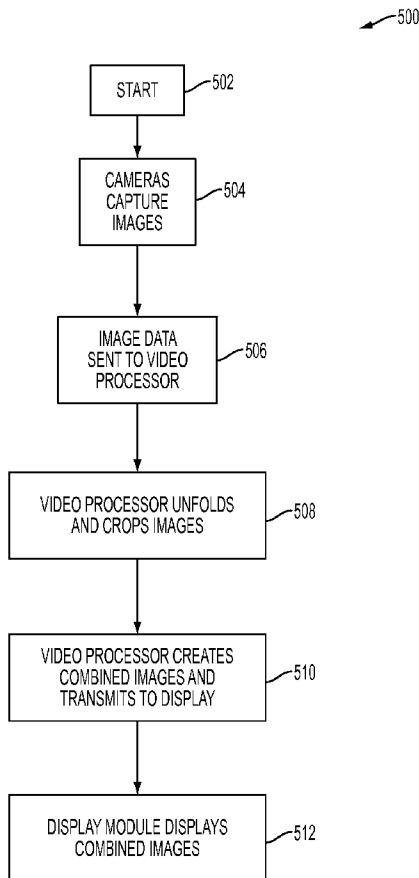 500
START
502
CAMERAS
CAPTURE
IMAGES
504
IMAGE DATA
SENT TO VIDEO
PROCESSOR
506
VIDEO PROCESSOR UNFOLDS
AND CROPS IMAGES
508
VIDEO PROCESSOR CREATES
COMBINED IMAGES AND
TRANSMITS TO DISPLAY
510
DISPLAY MODULE DISPLAYS
COMBINED IMAGES
512